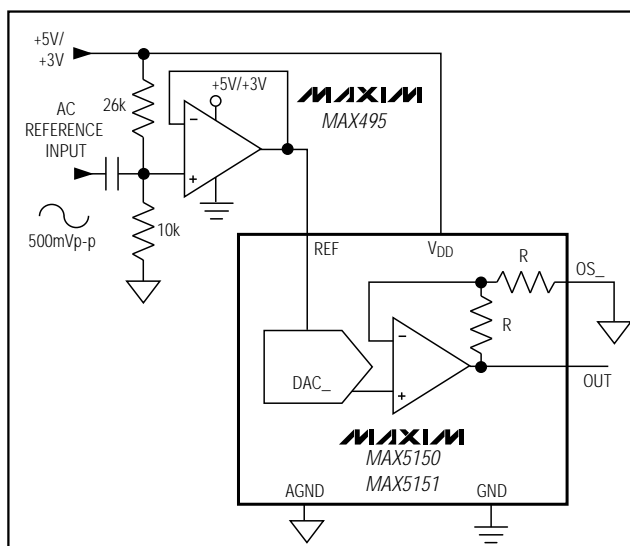 +5V/
+3V
AC
REFERENCE
INPUT
500mVp-p
26k
10k
+5V/+3V
−
+
MAXIM
MAX495
REF
VDD
R
OS_
R
−
+
DAC_
OUT
MAXIM
MAX5150
MAX5151
AGND
GND